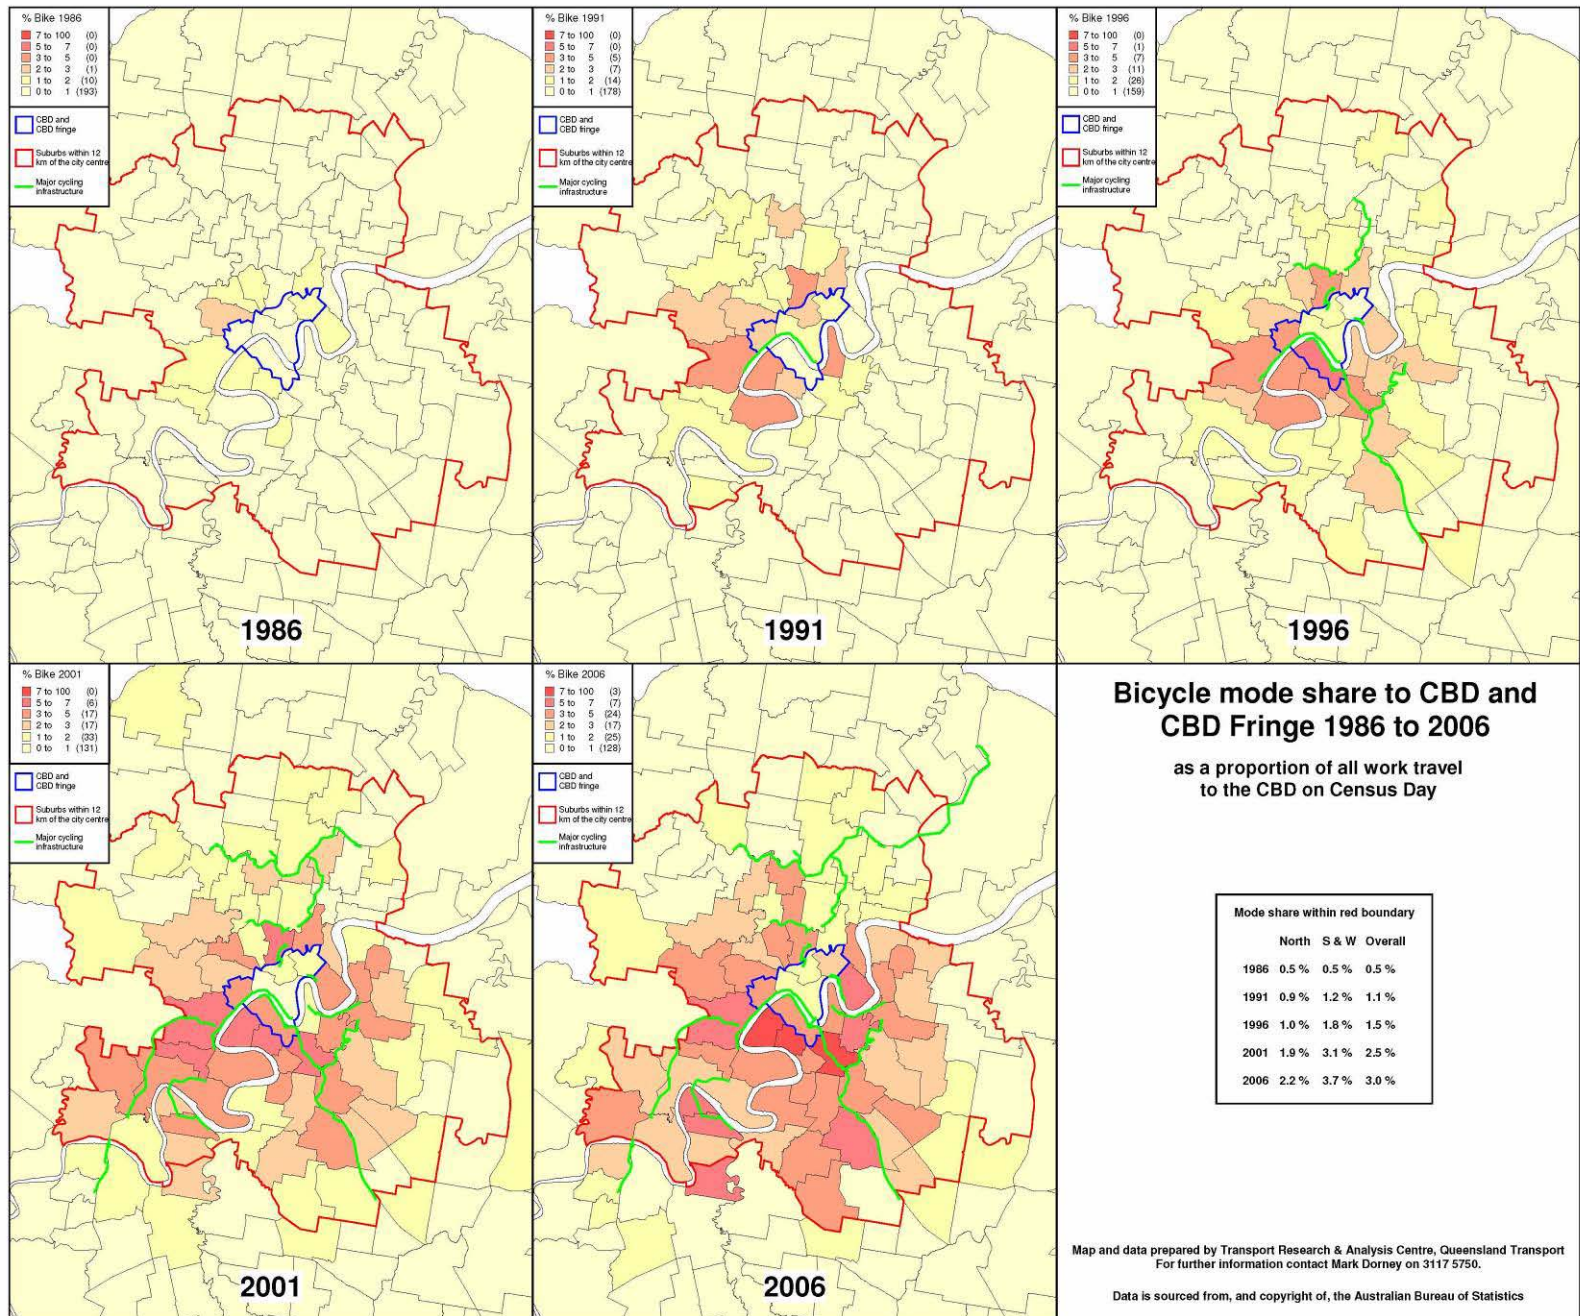 % Bike 1986
7 to 100 (0)
5 to 7 (0)
3 to 5 (0)
2 to 3 (1)
1 to 2 (10)
0 to 1 (193)
CBD and
CBD fringe
Suburbs within 12
km of the city centre
Major cycling
infrastructure
1986
% Bike 1991
7 to 100 (0)
5 to 7 (0)
3 to 5 (5)
2 to 3 (7)
1 to 2 (14)
0 to 1 (178)
CBD and
CBD fringe
Suburbs within 12
km of the city centre
Major cycling
infrastructure
1991
% Bike 1996
7 to 100 (0)
5 to 7 (1)
3 to 5 (7)
2 to 3 (11)
1 to 2 (26)
0 to 1 (159)
CBD and
CBD fringe
Suburbs within 12
km of the city centre
Major cycling
infrastructure
1996
% Bike 2001
7 to 100 (0)
5 to 7 (6)
3 to 5 (17)
2 to 3 (17)
1 to 2 (33)
0 to 1 (131)
CBD and
CBD fringe
Suburbs within 12
km of the city centre
Major cycling
infrastructure
2001
% Bike 2006
7 to 100 (3)
5 to 7 (7)
3 to 5 (24)
2 to 3 (17)
1 to 2 (25)
0 to 1 (128)
CBD and
CBD fringe
Suburbs within 12
km of the city centre
Major cycling
infrastructure
2006
Bicycle mode share to CBD and
CBD Fringe 1986 to 2006
as a proportion of all work travel
to the CBD on Census Day
Mode share within red boundary
North S & W Overall
1986 0.5 % 0.5 % 0.5 %
1991 0.9 % 1.2 % 1.1 %
1996 1.0 % 1.8 % 1.5 %
2001 1.9 % 3.1 % 2.5 %
2006 2.2 % 3.7 % 3.0 %
Map and data prepared by Transport Research & Analysis Centre, Queensland Transport
For further information contact Mark Dorney on 3117 5750.
Data is sourced from, and copyright of, the Australian Bureau of Statistics